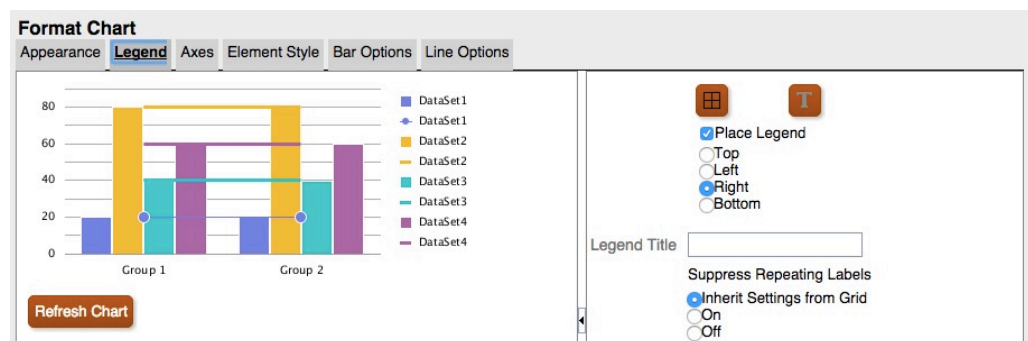 Format Chart
Appearance Legend Axes Element Style Bar Options Line Options
80
60
40
20
0
Group 1 Group 2
DataSet1
DataSet1
DataSet2
DataSet2
DataSet3
DataSet3
DataSet4
DataSet4
Refresh Chart
T
Place Legend
Top
Left
Right
Bottom
Legend Title
Suppress Repeating Labels
Inherit Settings from Grid
On
Off